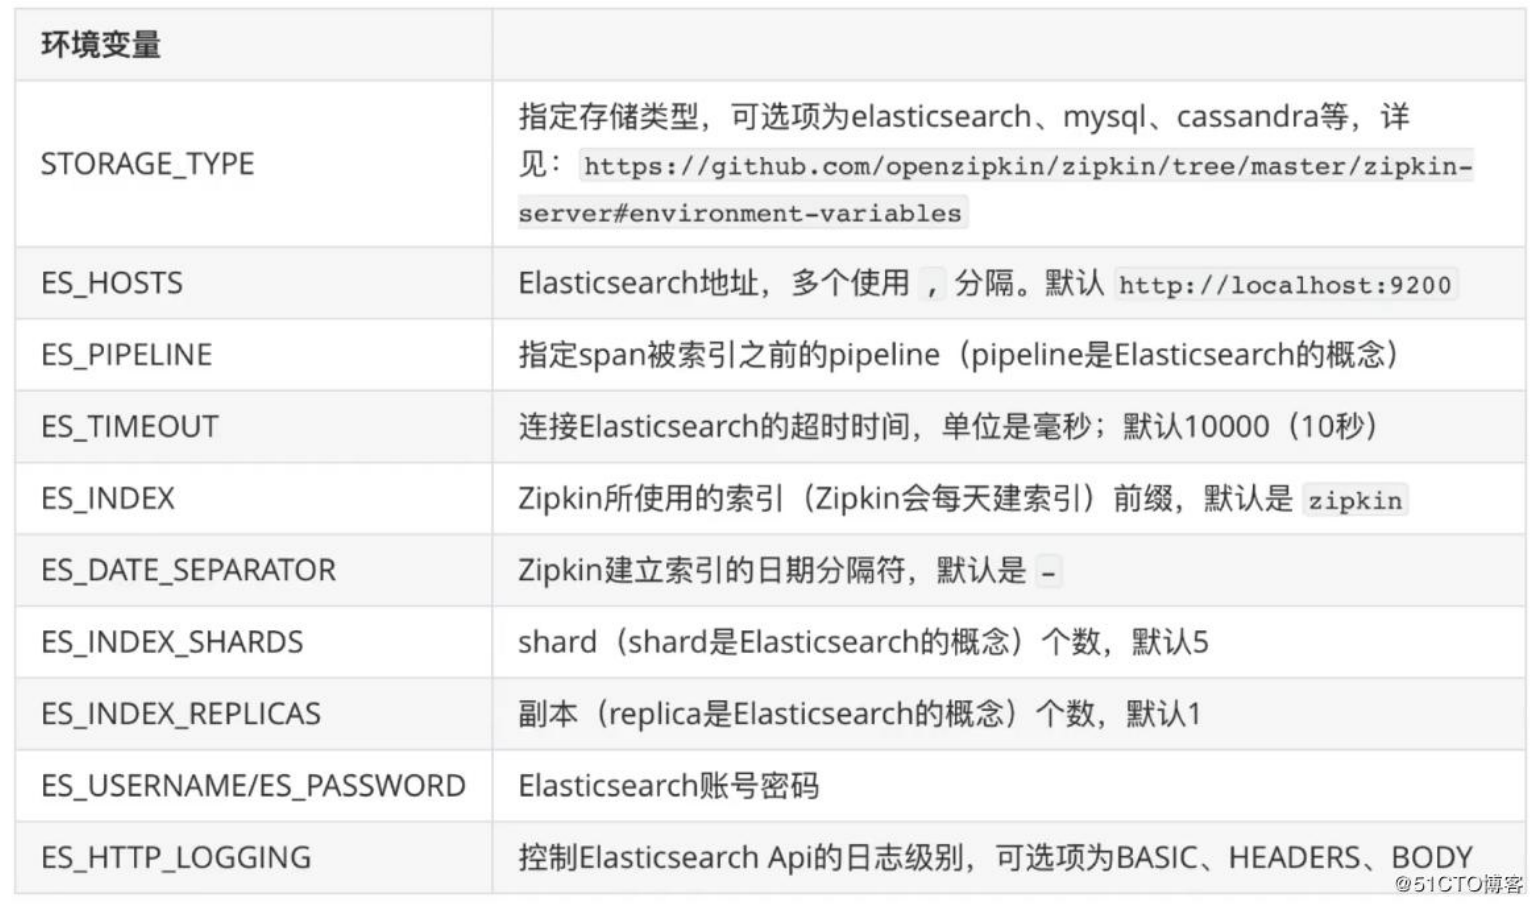 环境变量
STORAGE_TYPE
指定存储类型，可选项为elasticsearch、mysql、cassandra等，详
见：https://github.com/openzipkin/zipkin/tree/master/zipkin-
server#environment-variables
ES_HOSTS
Elasticsearch地址，多个使用 , 分隔。默认 http://localhost:9200
ES_PIPELINE
指定span被索引之前的pipeline（pipeline是Elasticsearch的概念）
ES_TIMEOUT
连接Elasticsearch的超时时间，单位是毫秒；默认10000（10秒）
ES_INDEX
Zipkin所使用的索引（Zipkin会每天建索引）前缀，默认是 zipkin
ES_DATE_SEPARATOR
Zipkin建立索引的日期分隔符，默认是 -
ES_INDEX_SHARDS
shard（shard是Elasticsearch的概念）个数，默认5
ES_INDEX_REPLICAS
副本（replica是Elasticsearch的概念）个数，默认1
ES_USERNAME/ES_PASSWORD
Elasticsearch账号密码
ES_HTTP_LOGGING
控制Elasticsearch Api的日志级别，可选项为BASIC、HEADERS、BODY
@51CTO博客